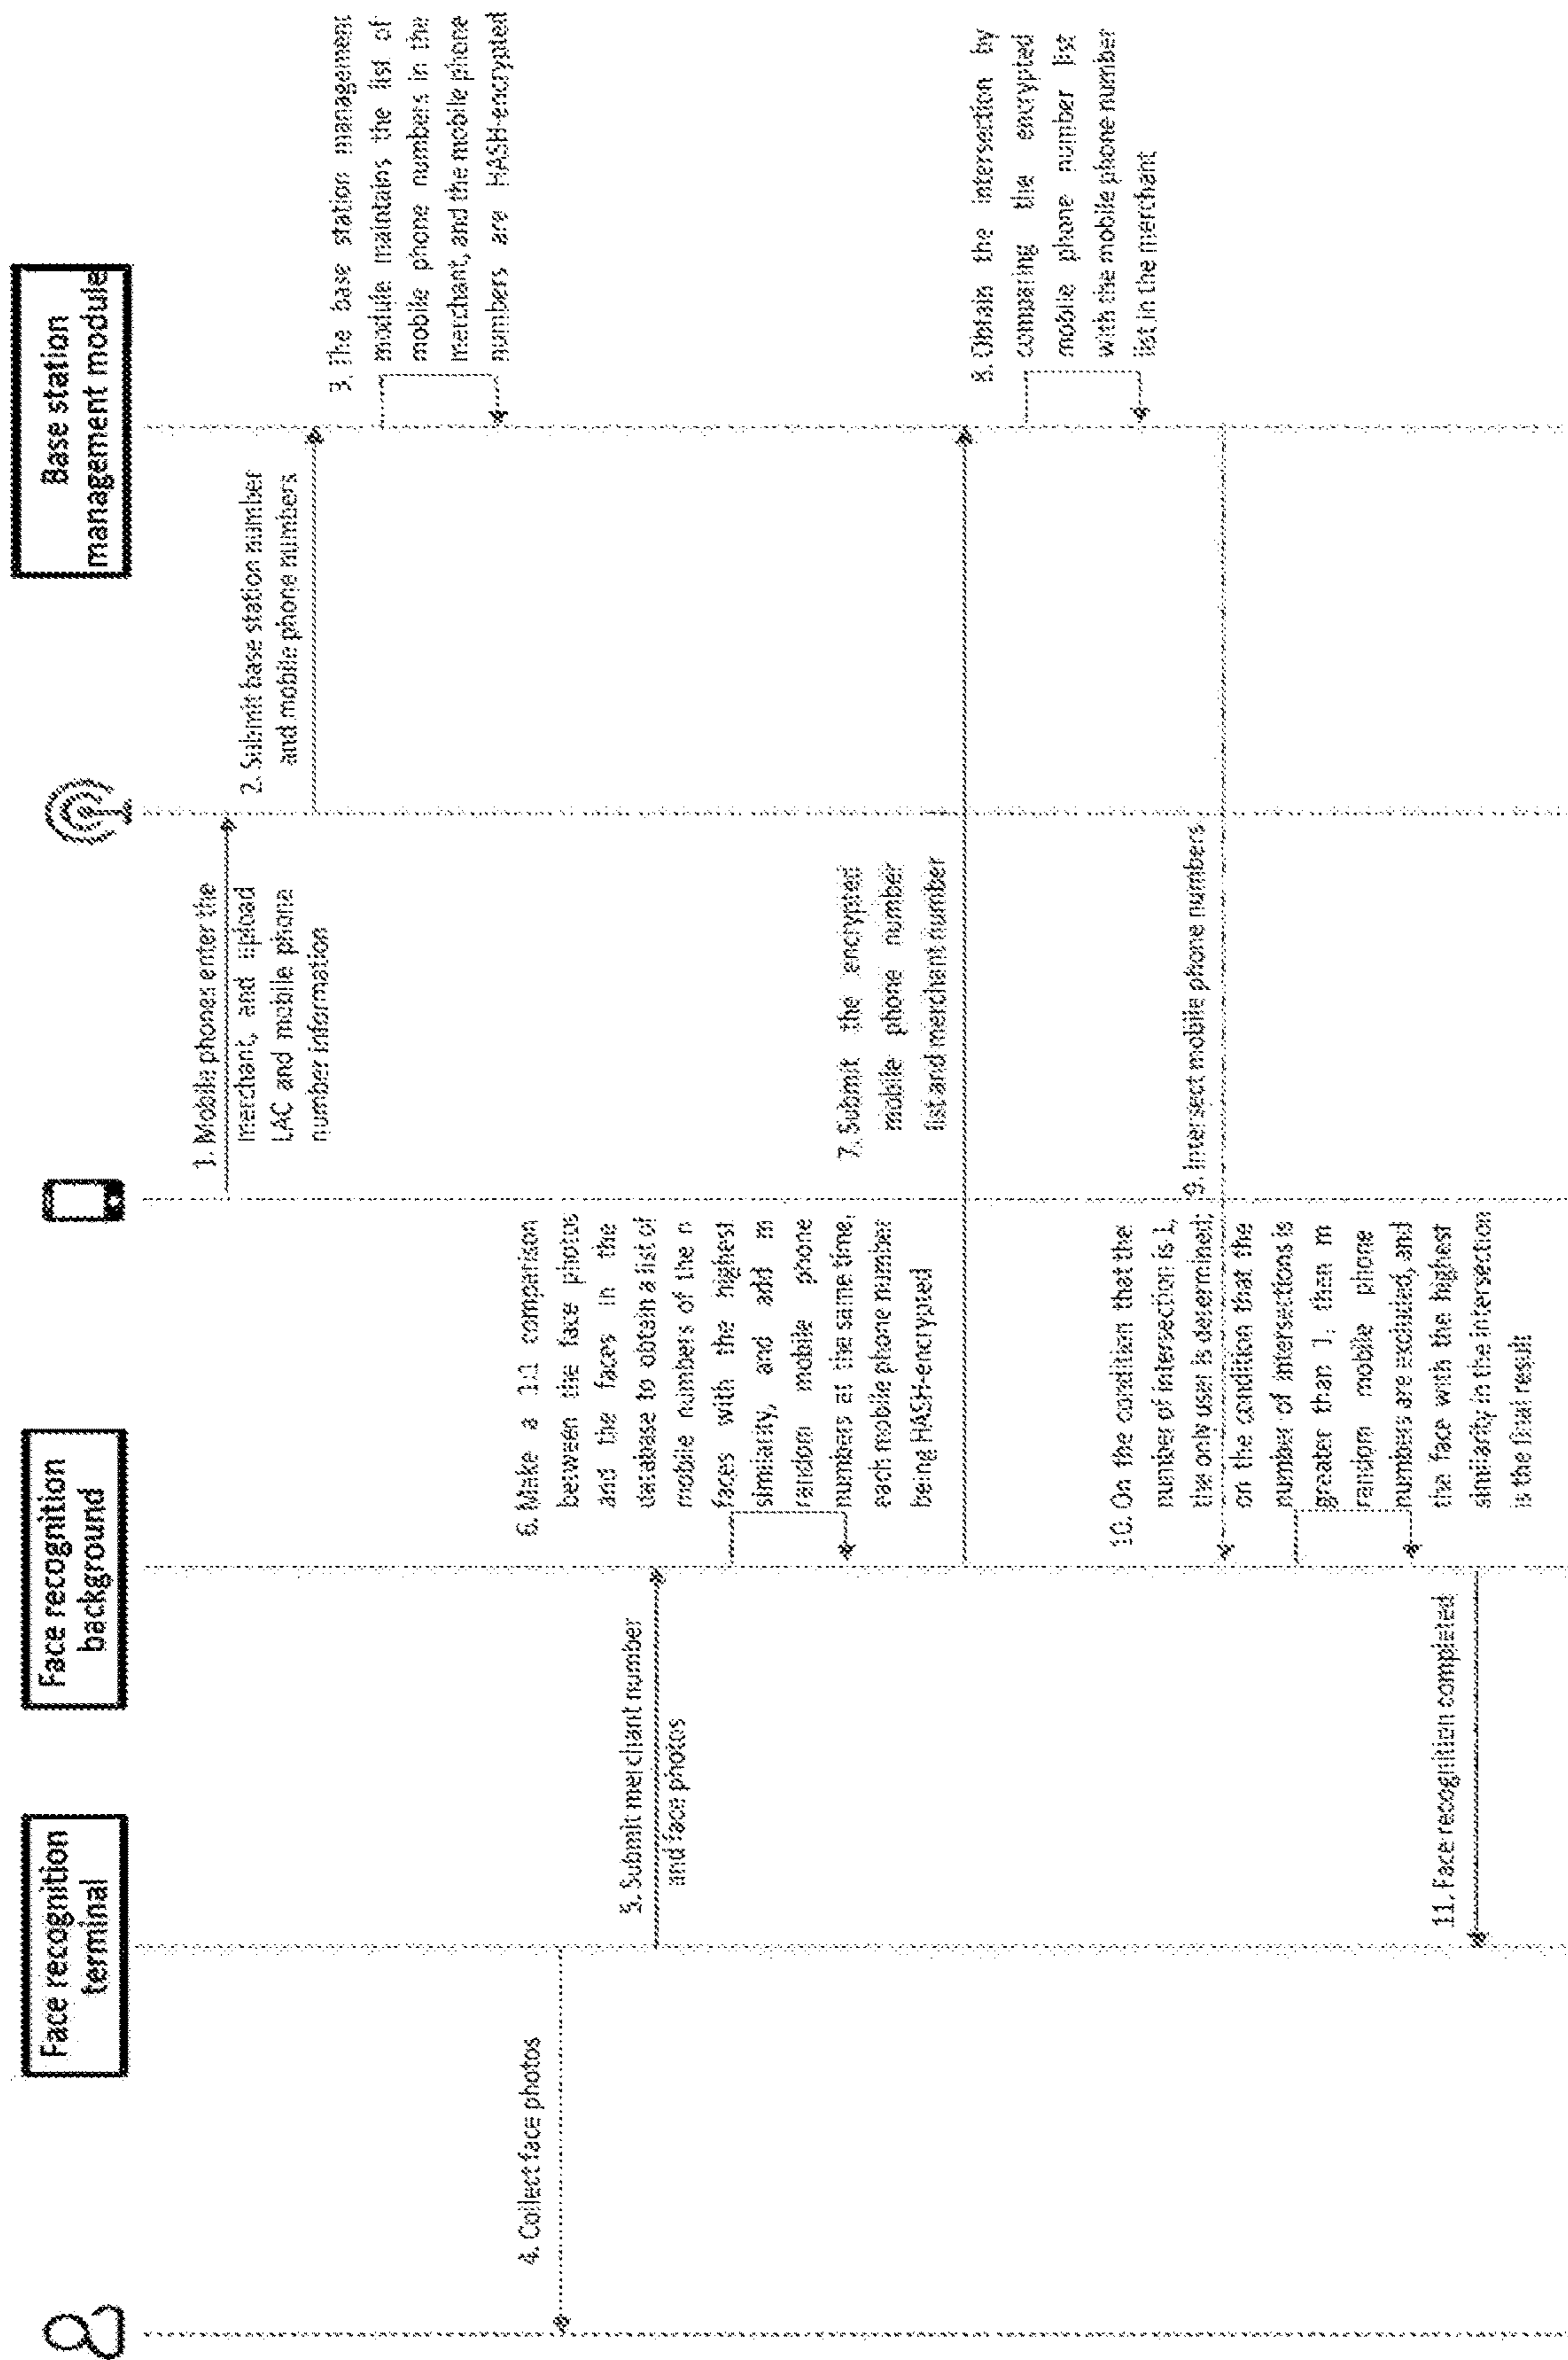 Face recognition
terminal
Face recognition
background
Base station
management module
1. Mobile phones enter the
merchant, and upload
LAC and mobile phone
number information
2. Submit base station number
and mobile phone numbers
3. The base station management
module maintains the list of
mobile phone numbers in the
merchant, and the mobile phone
numbers are HASH-encrypted
4. Collect face photos
5. Submit merchant number
and face photos
6. Make a 1:1 comparison
between the face photos
and the faces in the
database to obtain a list of
mobile numbers of the n
faces with the highest
similarity, and add m
random mobile phone
numbers at the same time,
each mobile phone number
being HASH-encrypted
7. Submit the encrypted
mobile phone number
list and merchant number
8. Obtain the intersection by
comparing the encrypted
mobile phone number list
with the mobile phone number
list in the merchant
9. Intersect mobile phone numbers
10. On the condition that the
number of intersection is 1,
the only user is determined;
on the condition that the
number of intersections is
greater than 1, then m
random mobile phone
numbers are excluded, and
the face with the highest
similarity in the intersection
is the final result
11. Face recognition completed